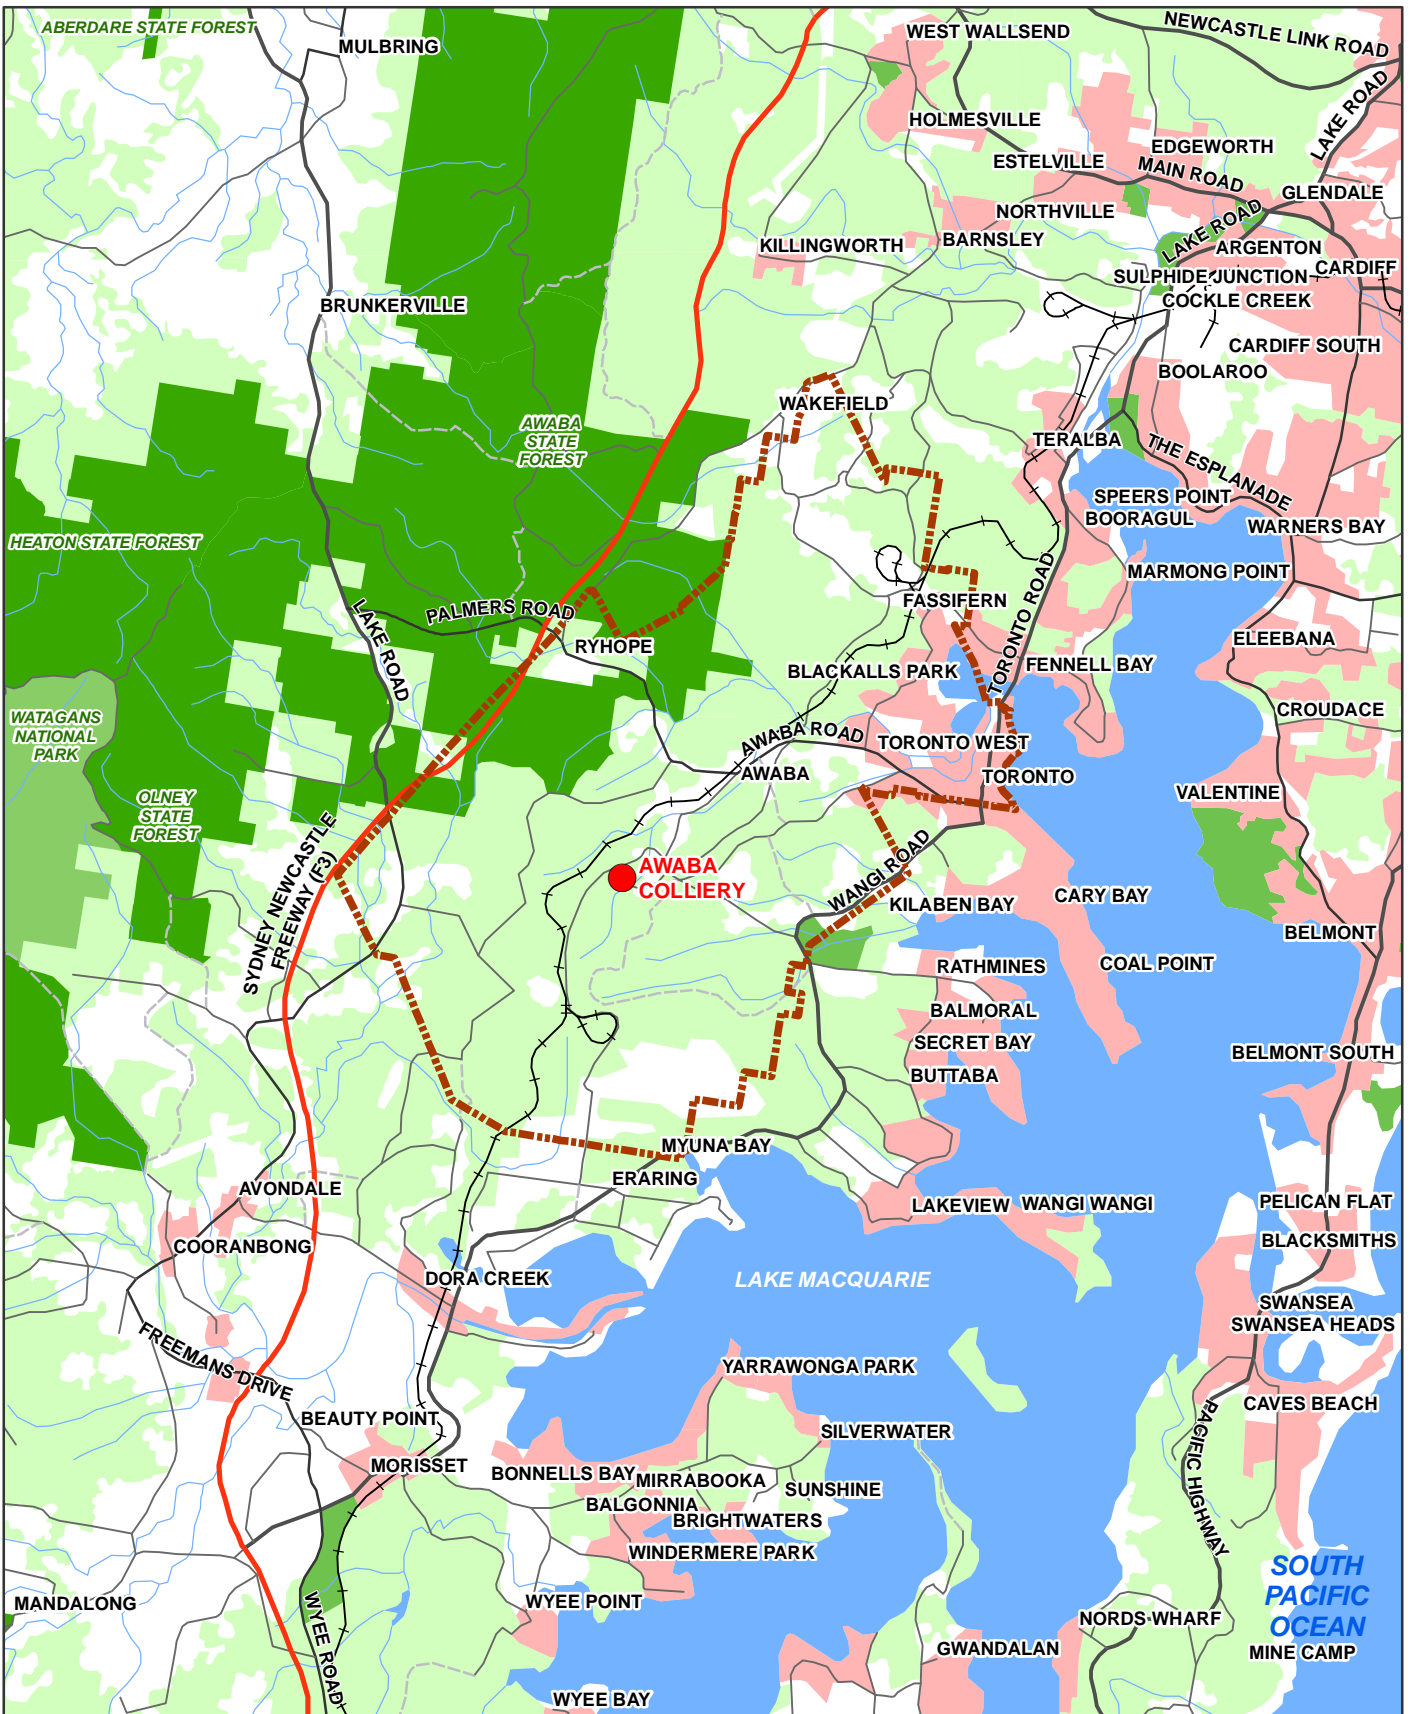 ABERDARE STATE FOREST
MULBRING
WEST WALLSEND
NEWCASTLE LINK ROAD
LAKE ROAD
HOLMESVILLE
EDGEWORTH
ESTELVILLE
MAIN ROAD
GLENDALE
NORTHVILLE
LAKE ROAD
KILLINGWORTH
BARNSLEY
ARGENTON
SULPHIDE JUNCTION
CARDIFF
COCKLE CREEK
BRUNKERVILLE
CARDIFF SOUTH
BOOLAROO
WAKEFIELD
AWABA
STATE
FOREST
TERALBA
THE ESPLANADE
SPEERS POINT
BOORAGUL
WARNERS BAY
HEATON STATE FOREST
MARMONG POINT
FASSIFERN
PALMERS ROAD
LAKE ROAD
RYHOPE
TORONTO ROAD
ELEEBANA
BLACKALLS PARK
FENNELL BAY
WATAGANS
NATIONAL
PARK
CROUDACE
AWABA ROAD
TORONTO WEST
AWABA
TORONTO
VALENTINE
OLNEY
STATE
FOREST
SYDNEY NEWCASTLE
FREEWAY (F3)
AWABA
COLLIERY
WANGI ROAD
KILABEN BAY
CARY BAY
BELMONT
RATHMINES
COAL POINT
BALMORAL
SECRET BAY
BELMONT SOUTH
BUTTABA
MYUNA BAY
ERARING
AVONDALE
LAKEVIEW
WANGI WANGI
PELICAN FLAT
COORANBONG
BLACKSMITHS
DORA CREEK
LAKE MACQUARIE
SWANSEA
SWANSEA HEADS
FREEMANS DRIVE
YARRAWONGA PARK
CAVES BEACH
BEAUTY POINT
SILVERWATER
PACIFIC HIGHWAY
MORISSET
BONNELLS BAY
MIRRABOOKA
SUNSHINE
BALGONNIA
BRIGHTWATERS
WINDERMERE PARK
SOUTH
PACIFIC
OCEAN
MANDALONG
WYEE ROAD
WYEE POINT
NORDS WHARF
GWANDALAN
MINE CAMP
WYEE BAY